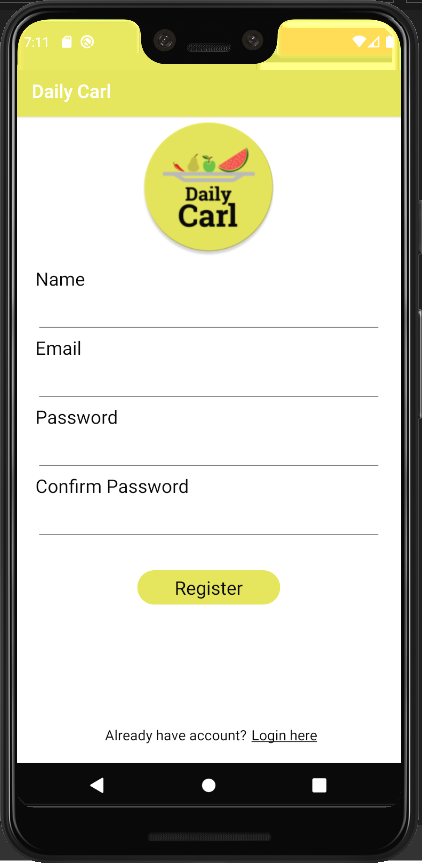 7:11
Daily Carl
Daily
Carl
Name
Email
Password
Confirm Password
Register
Already have account? Login here